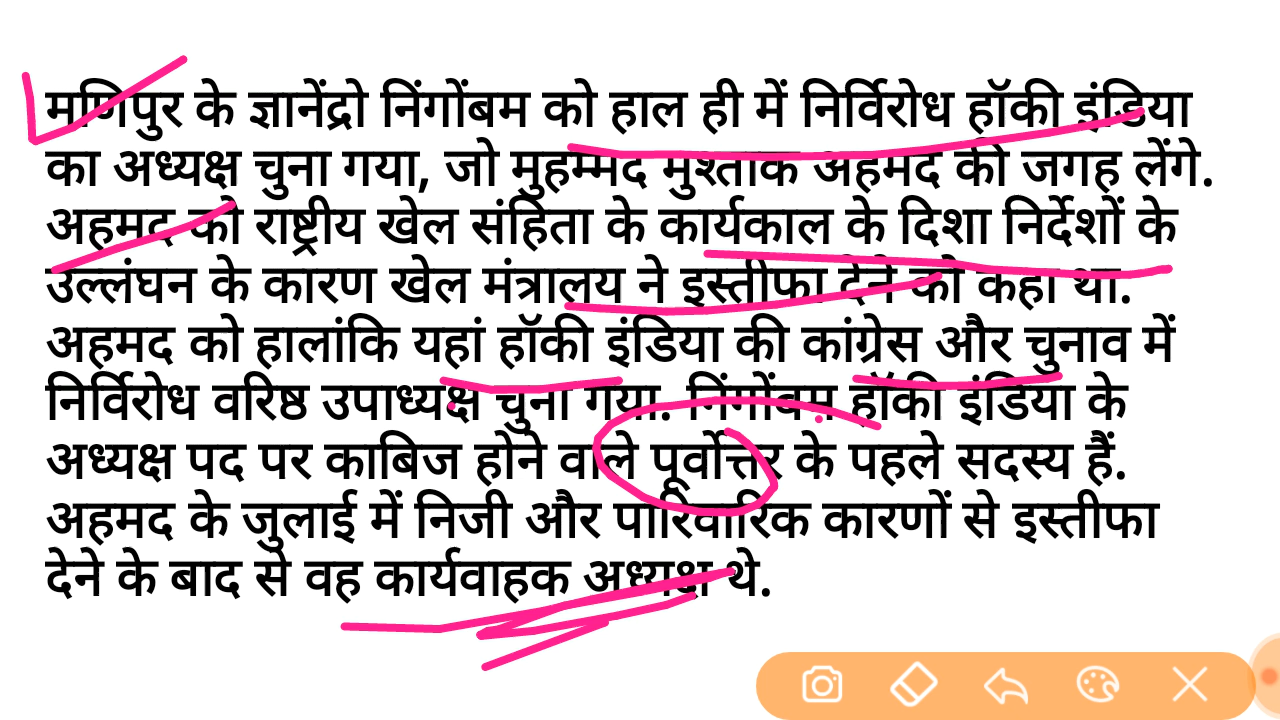 मणिपुर के ज्ञानेंद्रो निंगोंबम को हाल ही में निर्विरोध हॉकी इंडिया
का अध्यक्ष चुना गया, जो मुहम्मद मुश्ताक अहमद की जगह लेंगे.
अहमद को राष्ट्रीय खेल संहिता के कार्यकाल के दिशा निर्देशों के
उल्लंघन के कारण खेल मंत्रालय ने इस्तीफा देने को कहा था.
अहमद को हालांकि यहां हॉकी इंडिया की कांग्रेस और चुनाव में
निर्विरोध वरिष्ठ उपाध्यक्ष चुना गया. निंगोंबम हॉकी इंडिया के
अध्यक्ष पद पर काबिज होने वाले पूर्वोत्तर के पहले सदस्य हैं.
अहमद के जुलाई में निजी और पारिवारिक कारणों से इस्तीफा
देने के बाद से वह कार्यवाहक अध्यक्ष थे.